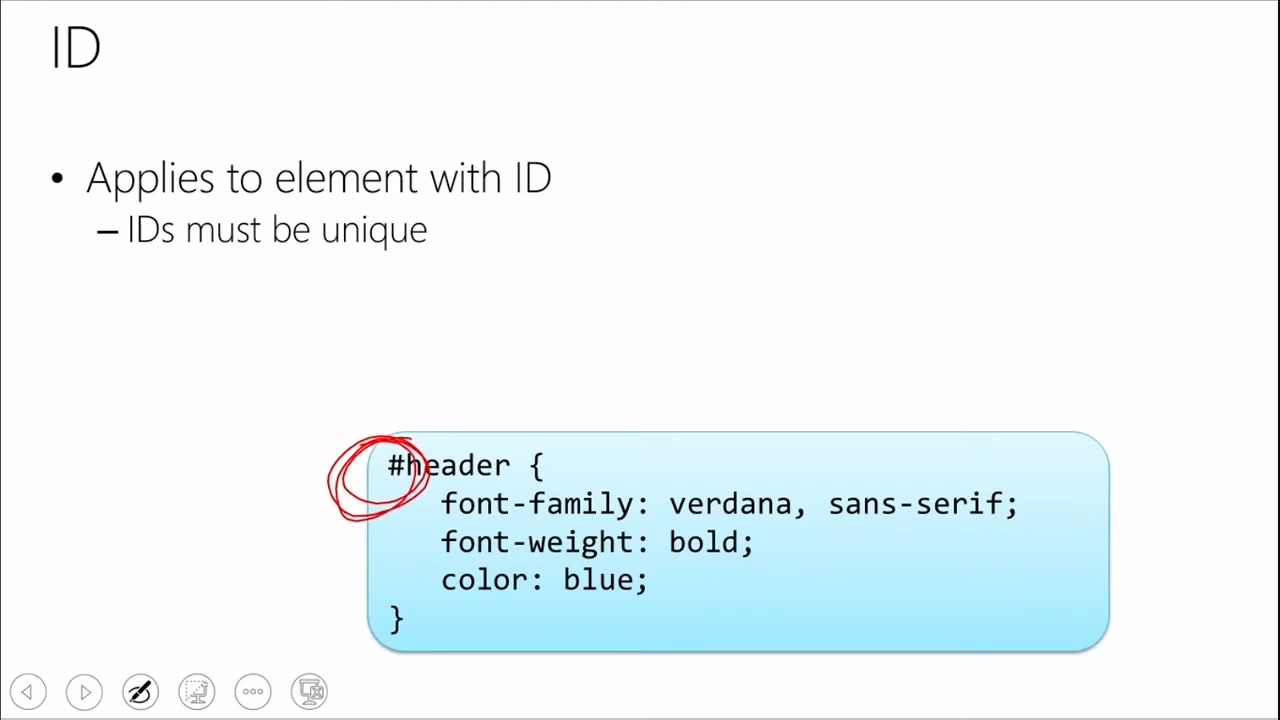 ID
• Applies to element with ID
– IDs must be unique
#header {
font-family: verdana, sans-serif;
font-weight: bold;
color: blue;
}